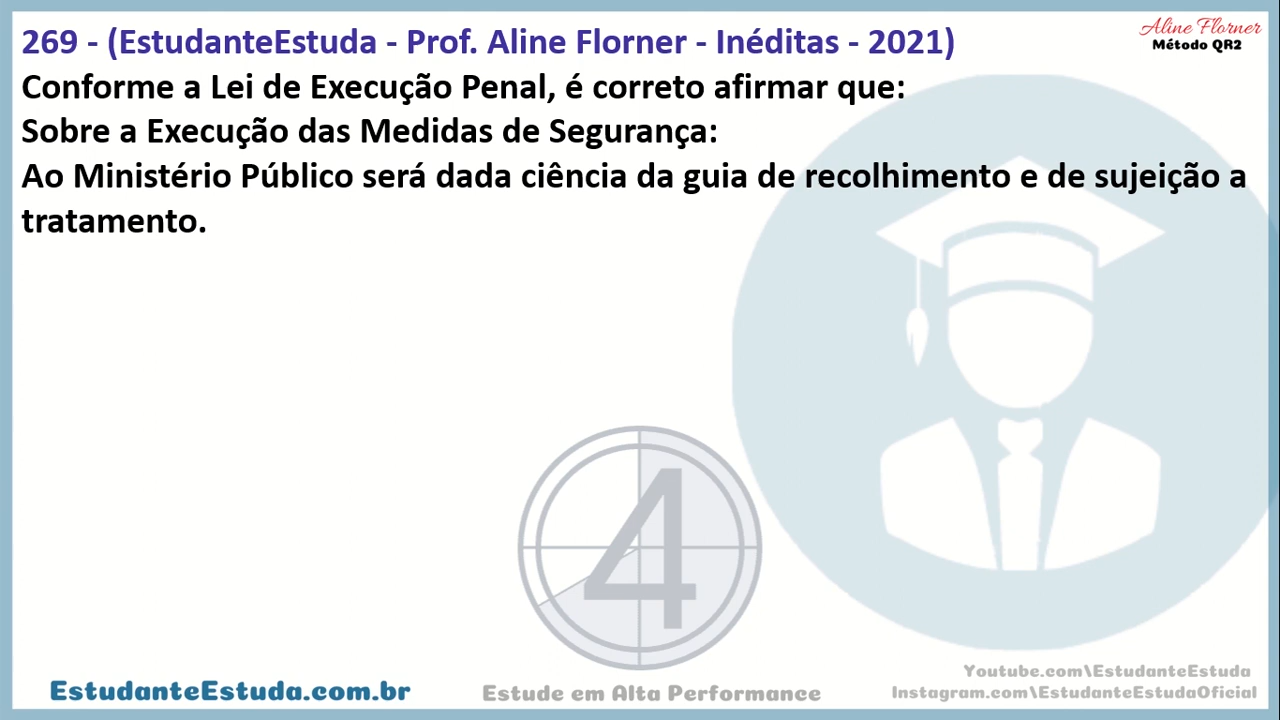 269 - (EstudanteEstuda - Prof. Aline Florner - Inéditas - 2021)
Aline Florner
Método QR2
Conforme a Lei de Execução Penal, é correto afirmar que:
Sobre a Execução das Medidas de Segurança:
Ao Ministério Público será dada ciência da guia de recolhimento e de sujeição a
tratamento.
4
EstudanteEstuda.com.br
Estude em Alta Performance
Youtube.com\EstudanteEstuda
Instagram.com\EstudanteEstudaOficial